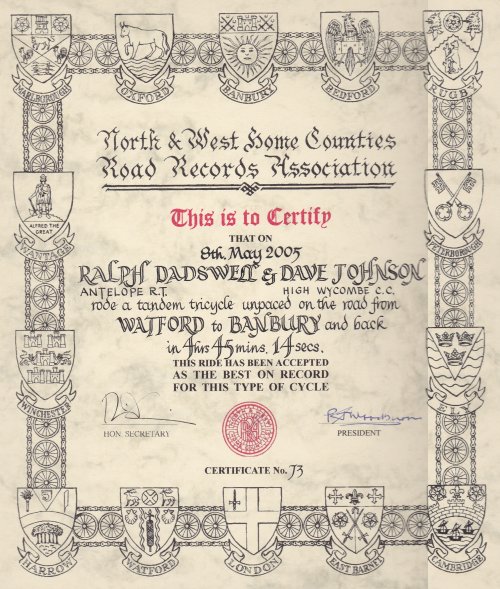 MARLBOROUGH
OXFORD
BANBURY
BEDFORD
RUGBY
North & West Home Counties
Road Records Association
This is to Certify
THAT ON
8th. May 2005
RALPH DADSWELL & DAVE JOHNSON
ANTELOPE R.T. HIGH WYCOMBE C.C.
rode a tandem tricycle unpaced on the road from
WATFORD to BANBURY and back
in 4hrs 45mins. 14secs.
THIS RIDE HAS BEEN ACCEPTED
AS THE BEST ON RECORD
FOR THIS TYPE OF CYCLE
HON. SECRETARY
PRESIDENT
CERTIFICATE No. 73
ALFRED THE
GREAT
WANTAGE
PETERBOROUGH
WINCHESTER
ELY
HARROW
WATFORD
LONDON
EAST BARNET
CAMBRIDGE